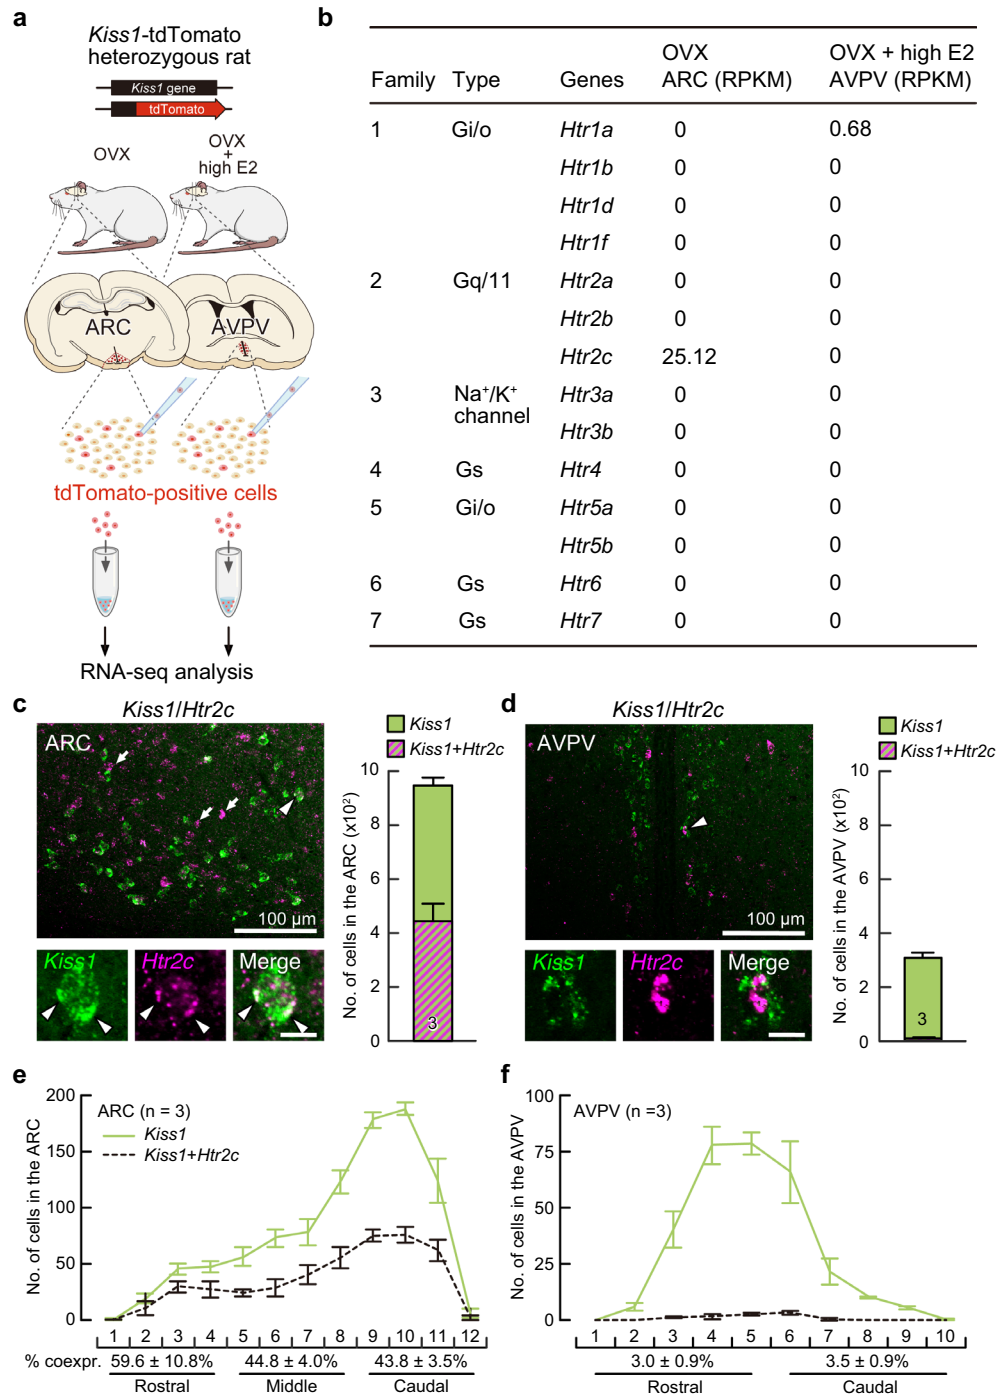 a
Kiss1-tdTomato
heterozygous rat
Kiss1 gene
tdTomato
OVX
OVX
+
high E2
ARC
AVPV
tdTomato-positive cells
RNA-seq analysis
b
Family Type Genes OVX ARC (RPKM) OVX + high E2 AVPV (RPKM)
1 Gi/o Htr1a 0 0.68
Htr1b 0 0
Htr1d 0 0
Htr1f 0 0
2 Gq/11 Htr2a 0 0
Htr2b 0 0
Htr2c 25.12 0
3 Na⁺/K⁺ channel Htr3a 0 0
Htr3b 0 0
4 Gs Htr4 0 0
5 Gi/o Htr5a 0 0
Htr5b 0 0
6 Gs Htr6 0 0
7 Gs Htr7 0 0
c
Kiss1/Htr2c
ARC
100 µm
Kiss1
Htr2c
Merge
Kiss1
Kiss1+Htr2c
No. of cells in the ARC (x10²)
10
8
6
4
2
0
3
d
Kiss1/Htr2c
AVPV
100 µm
Kiss1
Htr2c
Merge
Kiss1
Kiss1+Htr2c
No. of cells in the AVPV (x10²)
10
8
6
4
2
0
3
e
No. of cells in the ARC
200
150
100
50
0
ARC (n = 3)
Kiss1
Kiss1+Htr2c
1 2 3 4 5 6 7 8 9 10 11 12
% coexpr. 59.6 ± 10.8% 44.8 ± 4.0% 43.8 ± 3.5%
Rostral Middle Caudal
f
No. of cells in the AVPV
100
75
50
25
0
AVPV (n =3)
1 2 3 4 5 6 7 8 9 10
3.0 ± 0.9% 3.5 ± 0.9%
Rostral Caudal